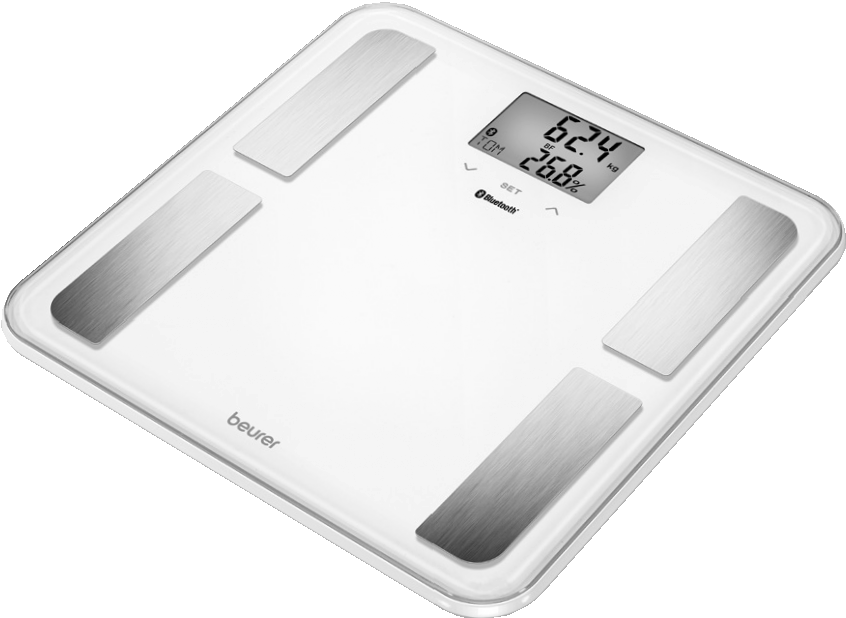 62.4 kg
TOM BF 26.8%
SET
Bluetooth®
beurer